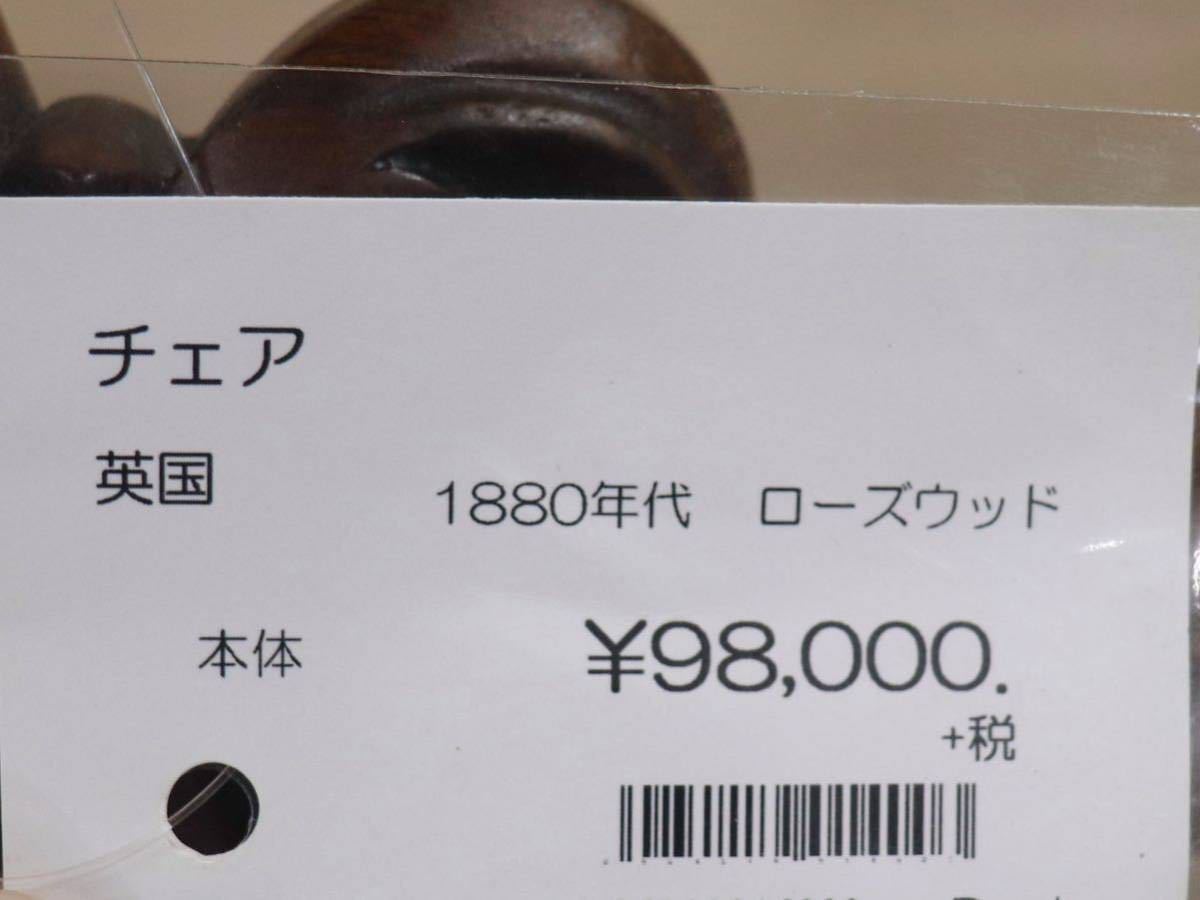 チェア
英国
1880年代　ローズウッド
本体　¥98,000.
+税